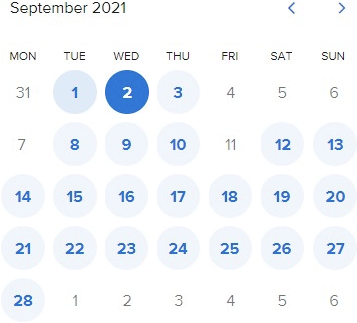 September 2021
MON TUE WED THU FRI SAT SUN
31 1 2 3 4 5 6
7 8 9 10 11 12 13
14 15 16 17 18 19 20
21 22 23 24 25 26 27
28 1 2 3 4 5 6